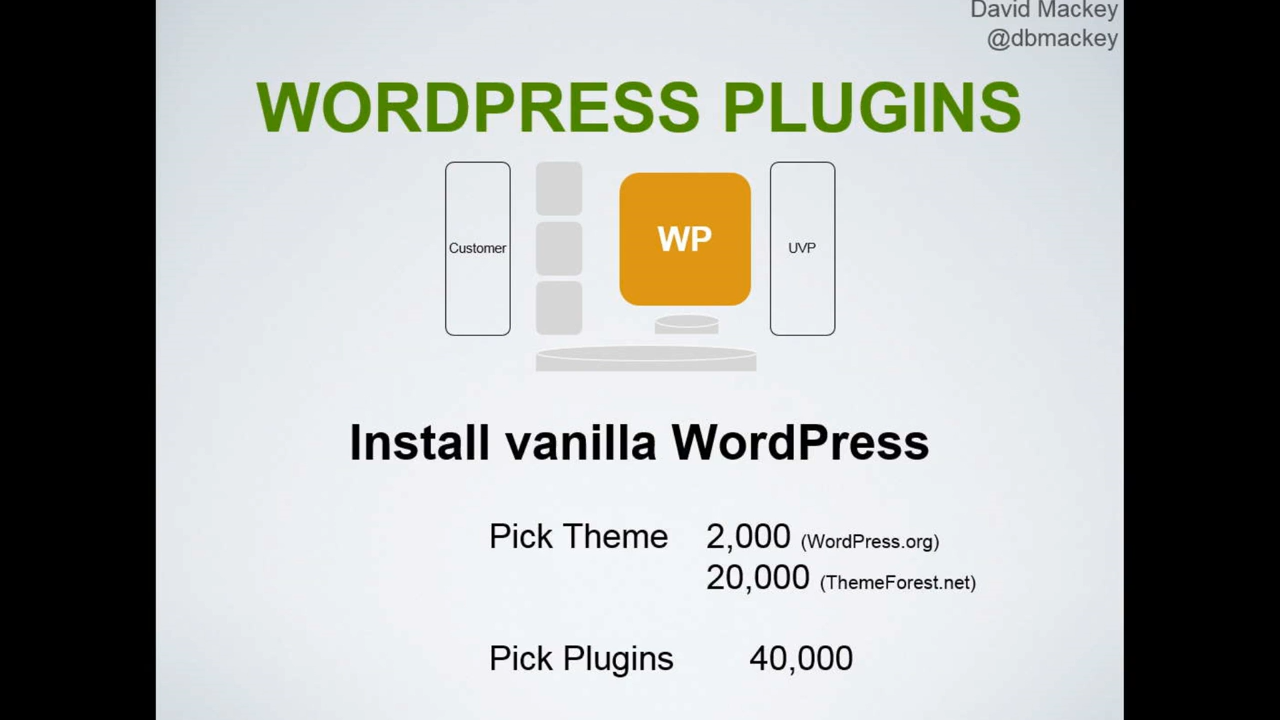 David Mackey
@dbmackey
WORDPRESS PLUGINS
Customer
WP
UVP
Install vanilla WordPress
Pick Theme 2,000 (WordPress.org)
20,000 (ThemeForest.net)
Pick Plugins 40,000